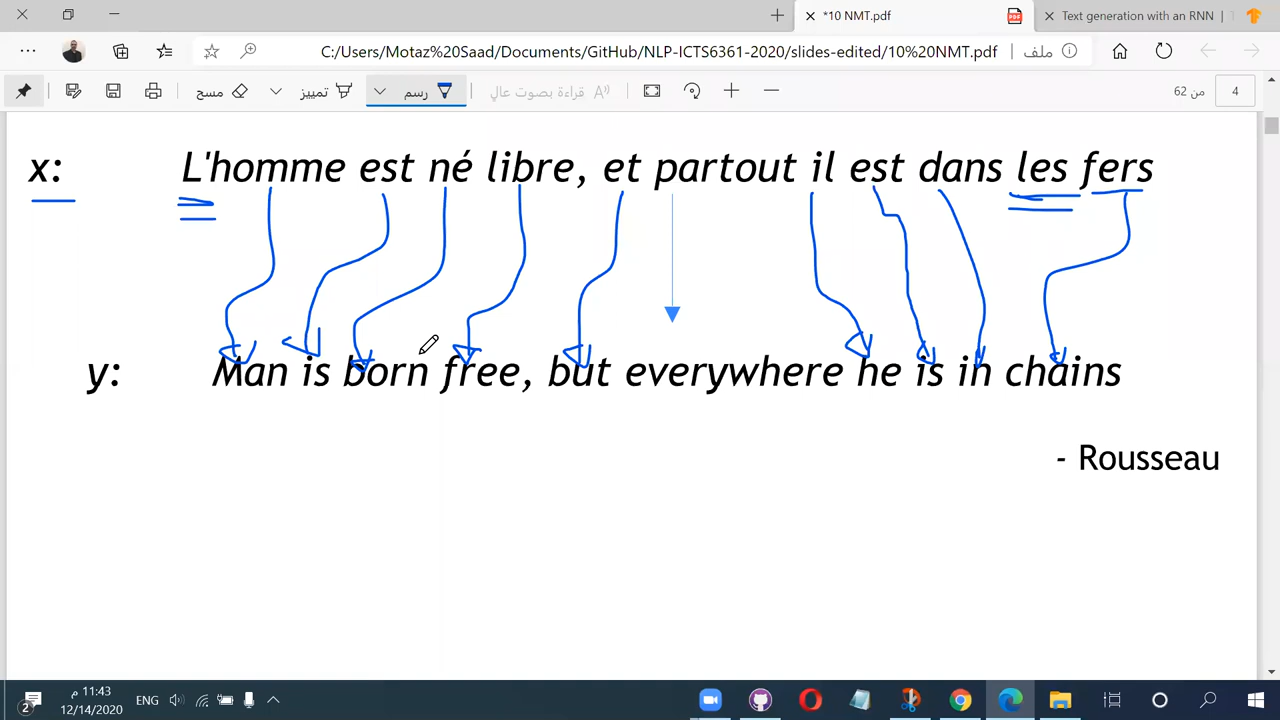 *10 NMT.pdf
Text generation with an RNN | T
C:/Users/Motaz%20Saad/Documents/GitHub/NLP-ICTS6361-2020/slides-edited/10%20NMT.pdf
ملف
مسح
تمييز
رسم
قراءة بصوت عالٍ
من 62
4
x: L'homme est né libre, et partout il est dans les fers
y: Man is born free, but everywhere he is in chains
- Rousseau
2
11:43 م
12/14/2020
ENG